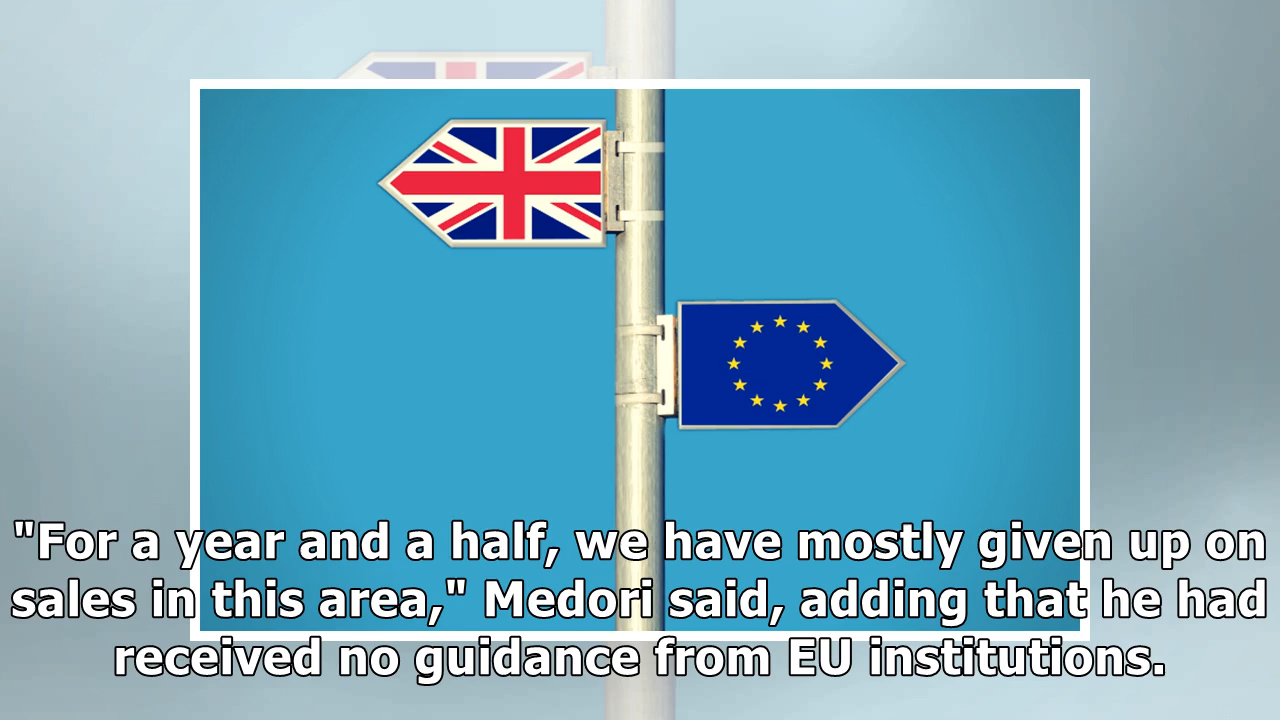 "For a year and a half, we have mostly given up on
sales in this area," Medori said, adding that he had
received no guidance from EU institutions.